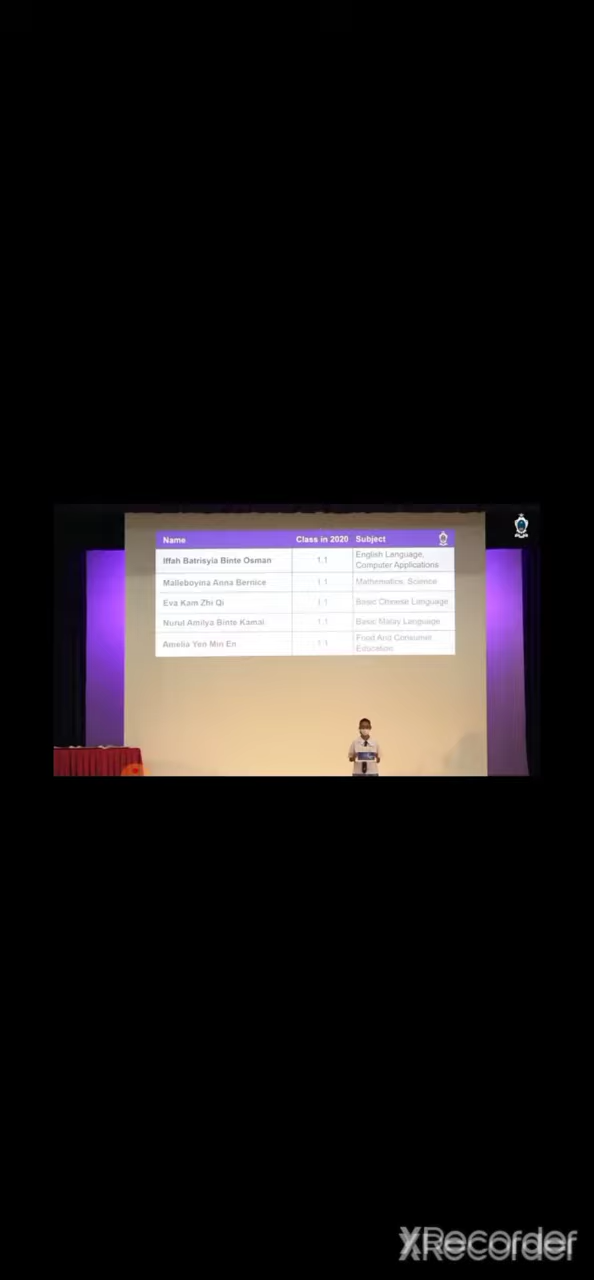 Name Class in 2020 Subject
Iffah Batrisyia Binte Osman 1.1 English Language,
Computer Applications
Malleboyina Anna Bernice 1.1 Mathematics, Science
Eva Kam Zhi Qi 1.1 Basic Chinese Language
Nurul Amilya Binte Kamal 1.1 Basic Malay Language
Amelia Yen Min En 1.1 Food And Consumer
Education
XRecorder